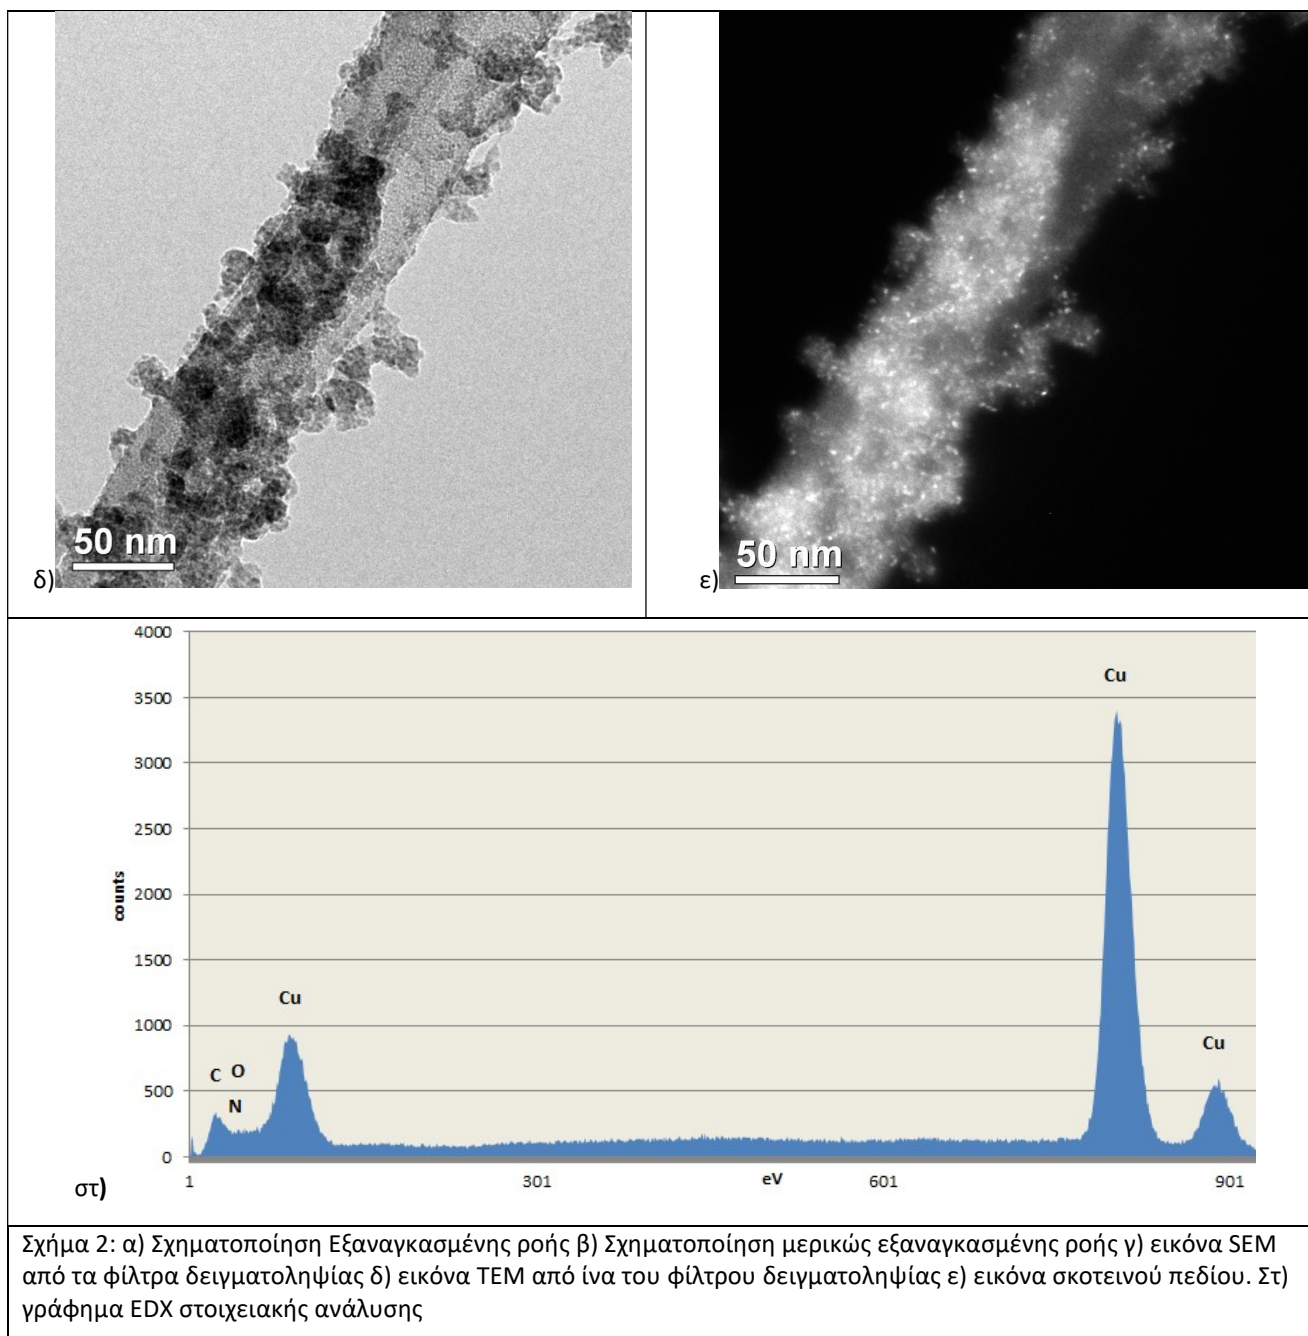 50 nm
δ)
50 nm
ε)
4000
3500
3000
2500
2000
1500
1000
500
0
counts
Cu
Cu
Cu
C O
N
1 301 eV 601 901
στ)
Σχήμα 2: α) Σχηματοποίηση Εξαναγκασμένης ροής β) Σχηματοποίηση μερικώς εξαναγκασμένης ροής γ) εικόνα SEM
από τα φίλτρα δειγματοληψίας δ) εικόνα TEM από ίνα του φίλτρου δειγματοληψίας ε) εικόνα σκοτεινού πεδίου. Στ)
γράφημα EDX στοιχειακής ανάλυσης